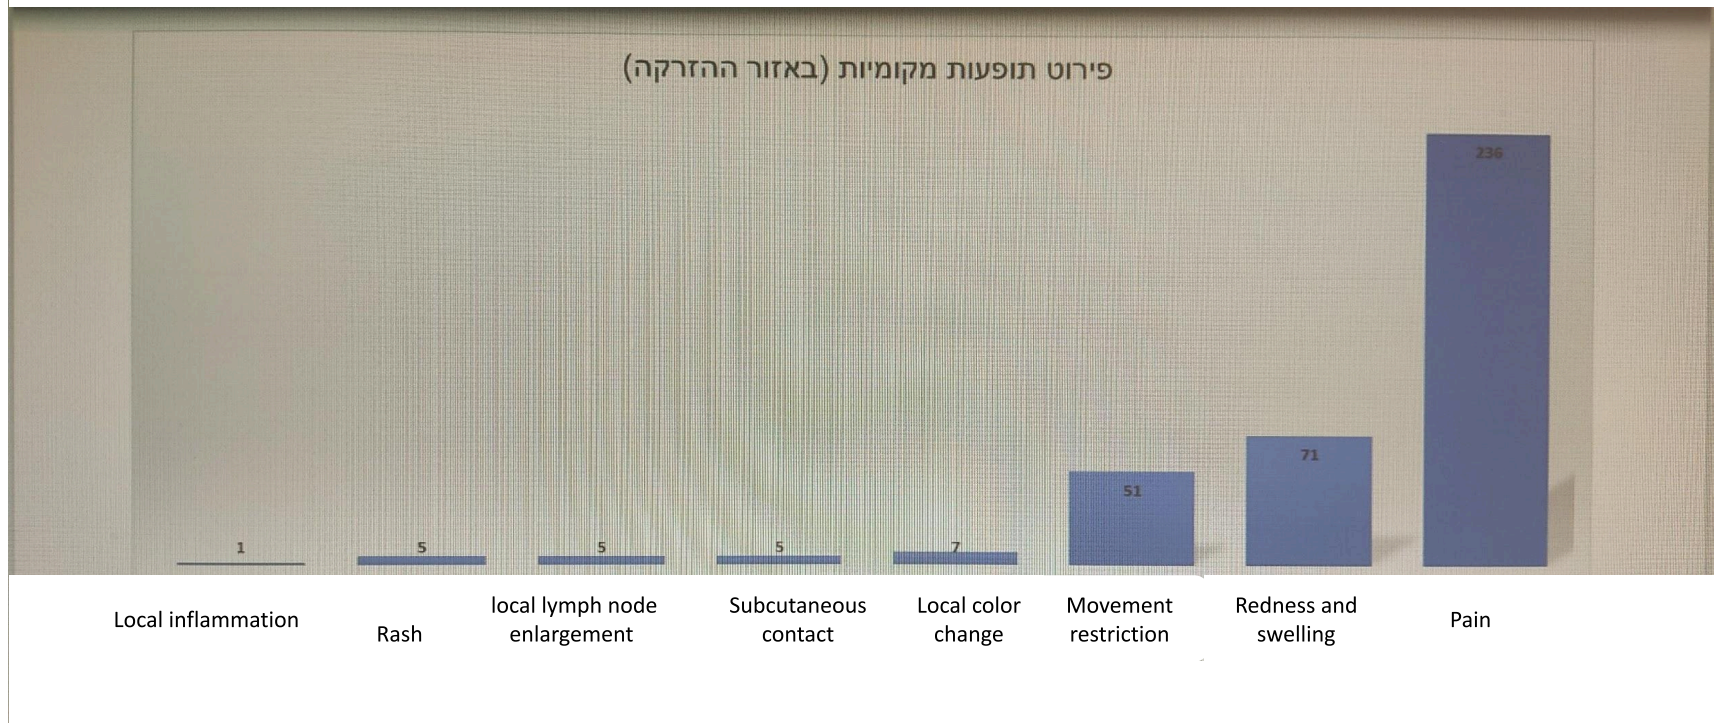 פירוט תופעות מקומיות (באזור ההזרקה)
1
5
5
5
7
51
71
236
Local inflammation
Rash
local lymph node
enlargement
Subcutaneous
contact
Local color
change
Movement
restriction
Redness and
swelling
Pain